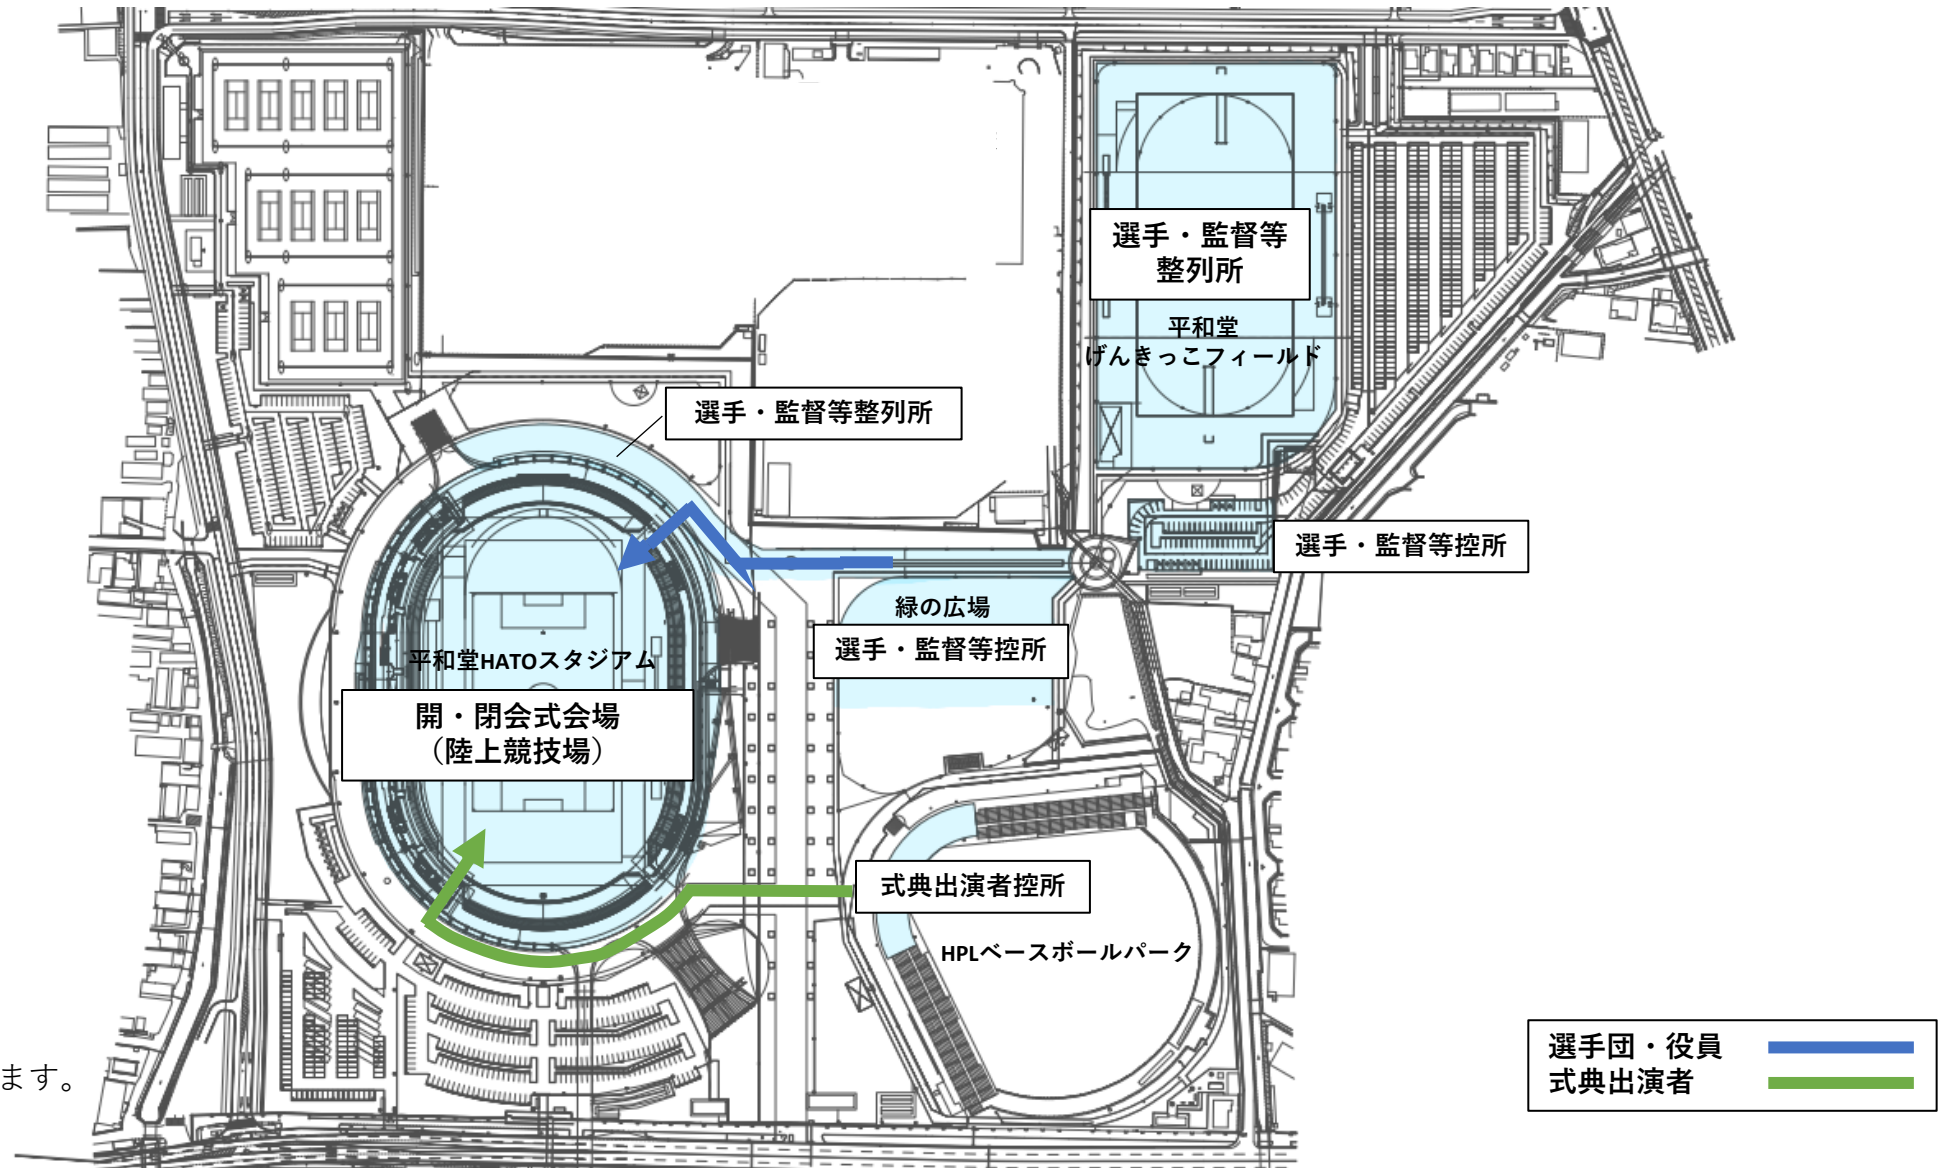 選手・監督等
整列所
平和堂
げんきっこフィールド
選手・監督等整列所
選手・監督等控所
緑の広場
選手・監督等控所
平和堂HATOスタジアム
開・閉会式会場
（陸上競技場）
式典出演者控所
HPLベースボールパーク
選手団・役員
式典出演者
ます。